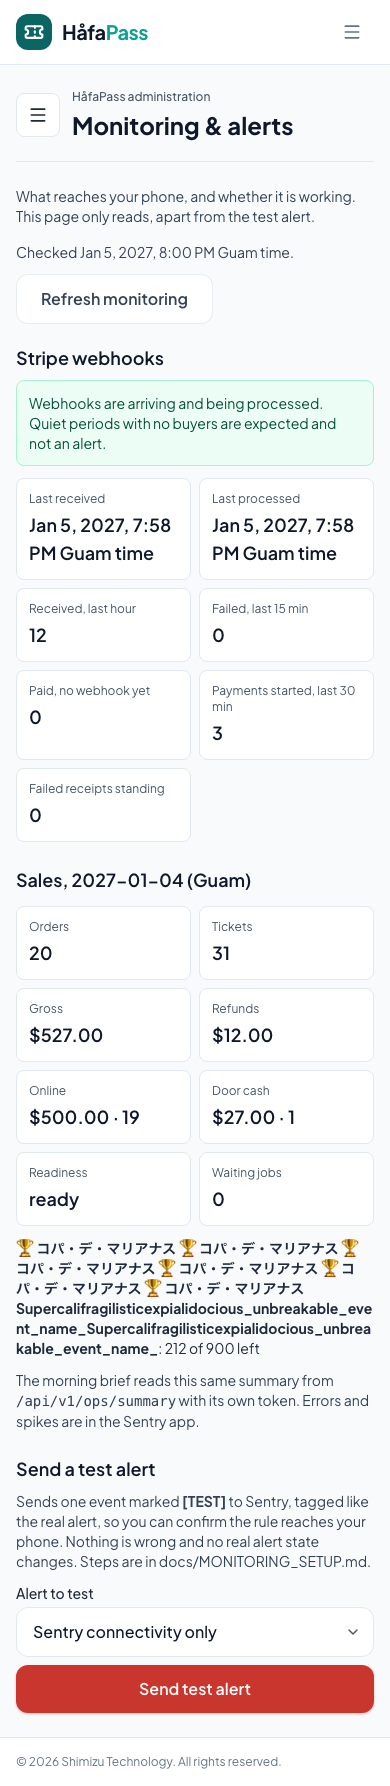 HåfaPass
HåfaPass administration
Monitoring & alerts
What reaches your phone, and whether it is working.
This page only reads, apart from the test alert.
Checked Jan 5, 2027, 8:00 PM Guam time.
Refresh monitoring
Stripe webhooks
Webhooks are arriving and being processed.
Quiet periods with no buyers are expected and
not an alert.
Last received
Jan 5, 2027, 7:58
PM Guam time
Last processed
Jan 5, 2027, 7:58
PM Guam time
Received, last hour
12
Failed, last 15 min
0
Paid, no webhook yet
0
Payments started, last 30
min
3
Failed receipts standing
0
Sales, 2027-01-04 (Guam)
Orders
20
Tickets
31
Gross
$527.00
Refunds
$12.00
Online
$500.00 · 19
Door cash
$27.00 · 1
Readiness
ready
Waiting jobs
0
🏆 コパ・デ・マリアナス 🏆 コパ・デ・マリアナス 🏆
コパ・デ・マリアナス 🏆 コパ・デ・マリアナス 🏆 コ
パ・デ・マリアナス 🏆 コパ・デ・マリアナス
Supercalifragilisticexpialidocious_unbreakable_eve
nt_name_Supercalifragilisticexpialidocious_unbrea
kable_event_name_: 212 of 900 left
The morning brief reads this same summary from
/api/v1/ops/summary with its own token. Errors and
spikes are in the Sentry app.
Send a test alert
Sends one event marked [TEST] to Sentry, tagged like
the real alert, so you can confirm the rule reaches your
phone. Nothing is wrong and no real alert state
changes. Steps are in docs/MONITORING_SETUP.md.
Alert to test
Sentry connectivity only
Send test alert
© 2026 Shimizu Technology. All rights reserved.